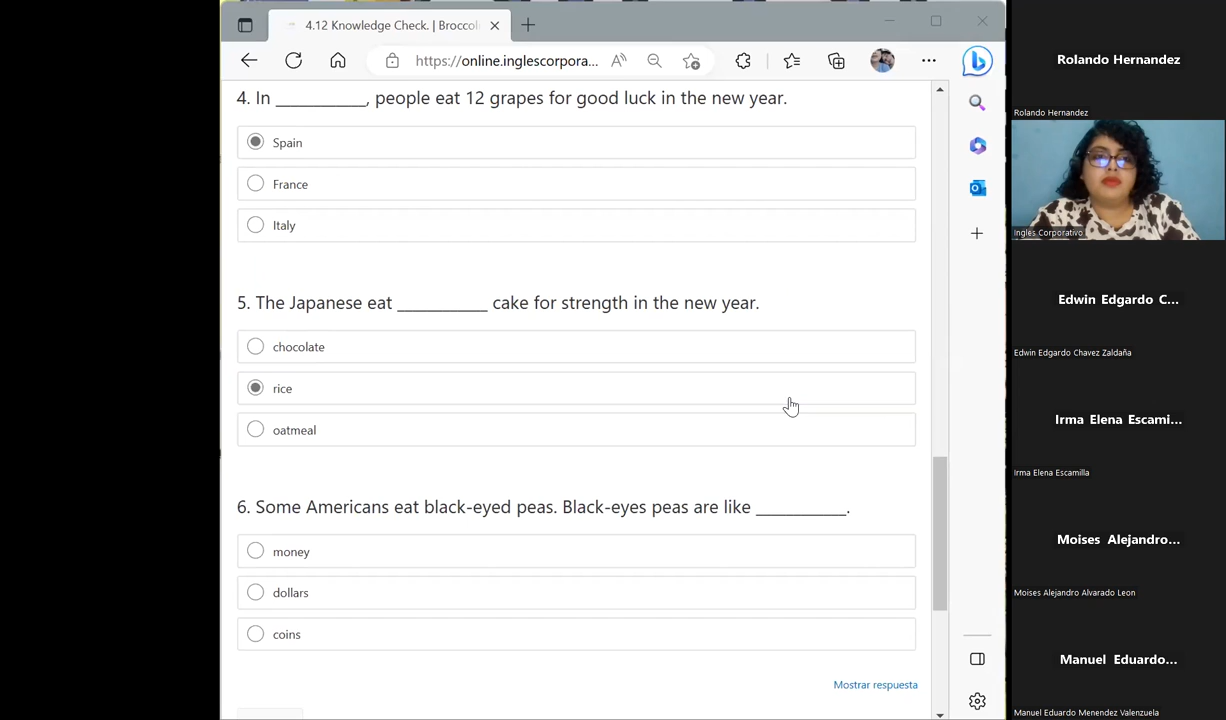 4.12 Knowledge Check. | Broccol
https://online.inglescorpora...
4. In ___________, people eat 12 grapes for good luck in the new year.
Spain
France
Italy
5. The Japanese eat ___________ cake for strength in the new year.
chocolate
rice
oatmeal
6. Some Americans eat black-eyed peas. Black-eyes peas are like ___________.
money
dollars
coins
Mostrar respuesta
Rolando Hernandez
Rolando Hernandez
Inglés Corporativo
Edwin Edgardo C...
Edwin Edgardo Chavez Zaldaña
Irma Elena Escami...
Irma Elena Escamilla
Moises Alejandro...
Moises Alejandro Alvarado Leon
Manuel Eduardo...
Manuel Eduardo Menendez Valenzuela